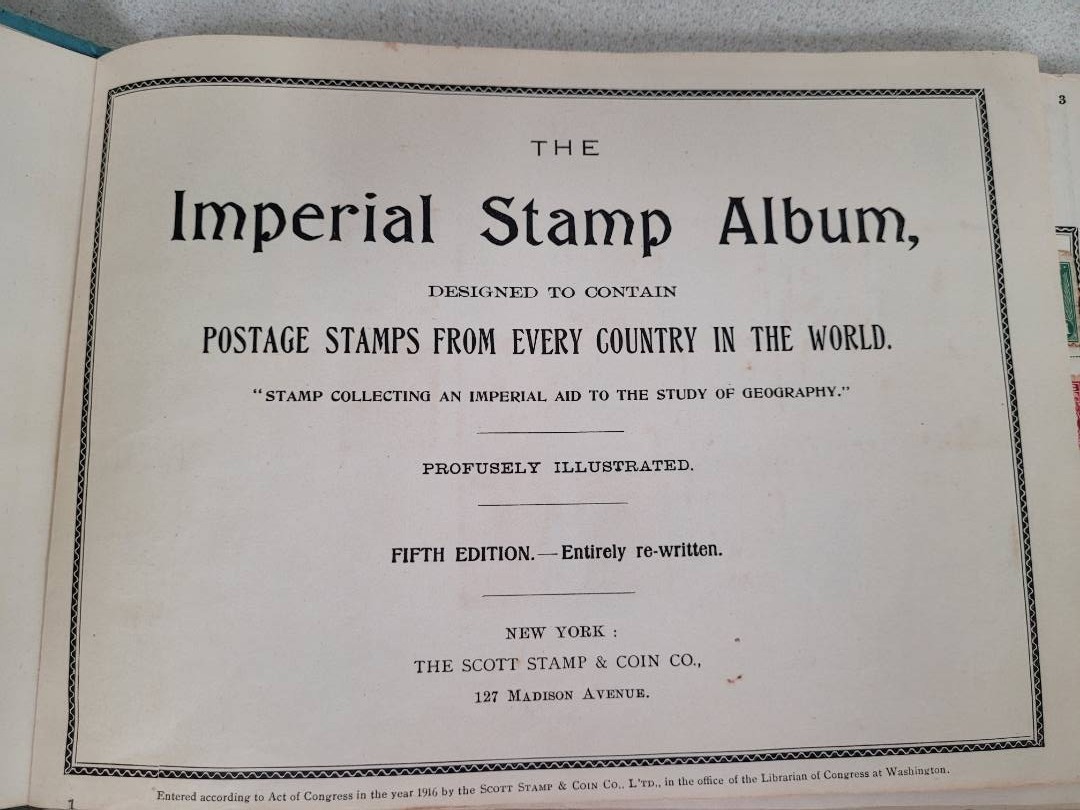 THE
Imperial Stamp Album,
DESIGNED TO CONTAIN
POSTAGE STAMPS FROM EVERY COUNTRY IN THE WORLD.
"STAMP COLLECTING AN IMPERIAL AID TO THE STUDY OF GEOGRAPHY."
PROFUSELY ILLUSTRATED.
FIFTH EDITION.—Entirely re-written.
NEW YORK :
THE SCOTT STAMP & COIN CO.,
127 MADISON AVENUE.
Entered according to Act of Congress in the year 1916 by the SCOTT STAMP & COIN CO., L'TD., in the office of the Librarian of Congress at Washington.
1
3